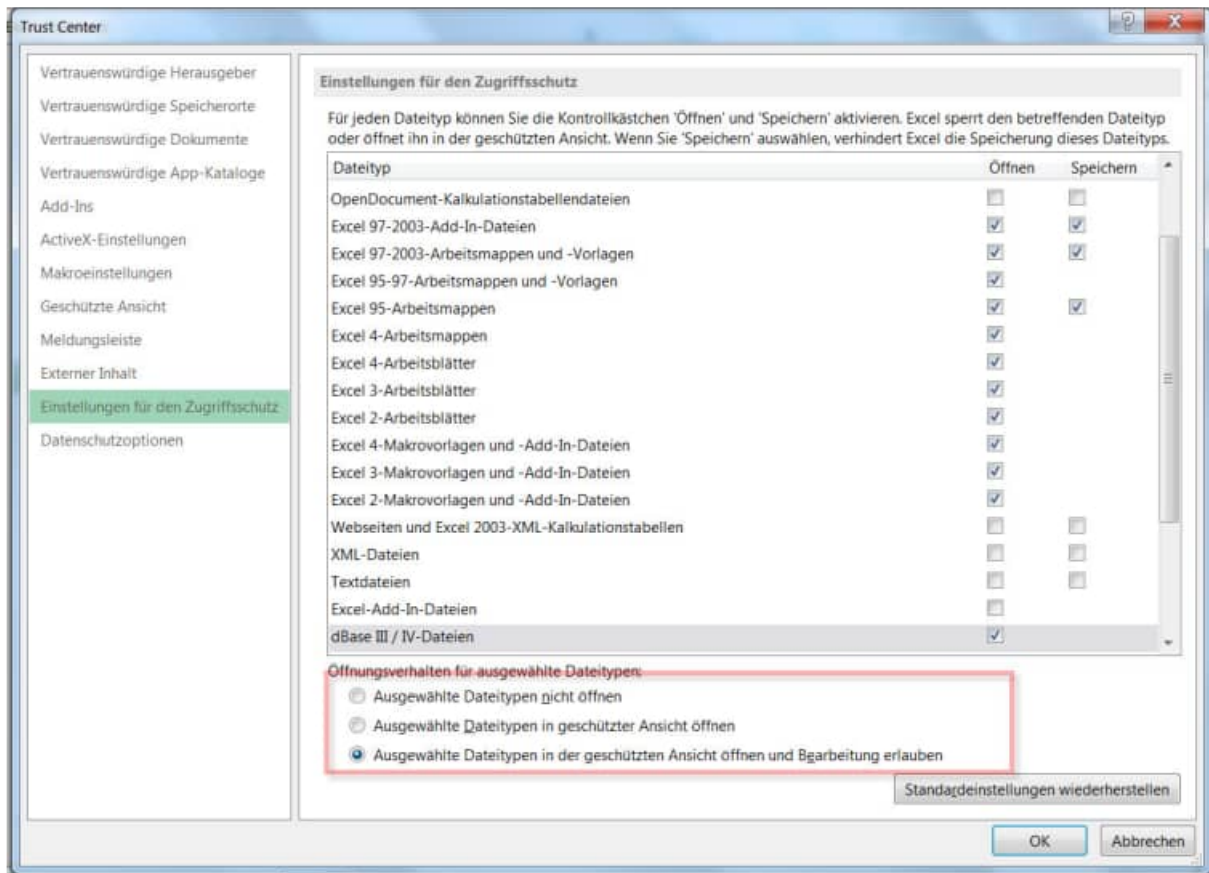 Trust Center
Vertrauenswürdige Herausgeber
Vertrauenswürdige Speicherorte
Vertrauenswürdige Dokumente
Vertrauenswürdige App-Kataloge
Add-Ins
ActiveX-Einstellungen
Makroeinstellungen
Geschützte Ansicht
Meldungsleiste
Externer Inhalt
Einstellungen für den Zugriffsschutz
Datenschutzoptionen
Einstellungen für den Zugriffsschutz
Für jeden Dateityp können Sie die Kontrollkästchen 'Öffnen' und 'Speichern' aktivieren. Excel sperrt den betreffenden Dateityp
oder öffnet ihn in der geschützten Ansicht. Wenn Sie 'Speichern' auswählen, verhindert Excel die Speicherung dieses Dateityps.
Dateityp Öffnen Speichern
OpenDocument-Kalkulationstabellendateien
Excel 97-2003-Add-In-Dateien
Excel 97-2003-Arbeitsmappen und -Vorlagen
Excel 95-97-Arbeitsmappen und -Vorlagen
Excel 95-Arbeitsmappen
Excel 4-Arbeitsmappen
Excel 4-Arbeitsblätter
Excel 3-Arbeitsblätter
Excel 2-Arbeitsblätter
Excel 4-Makrovorlagen und -Add-In-Dateien
Excel 3-Makrovorlagen und -Add-In-Dateien
Excel 2-Makrovorlagen und -Add-In-Dateien
Webseiten und Excel 2003-XML-Kalkulationstabellen
XML-Dateien
Textdateien
Excel-Add-In-Dateien
dBase III / IV-Dateien
Öffnungsverhalten für ausgewählte Dateitypen:
Ausgewählte Dateitypen nicht öffnen
Ausgewählte Dateitypen in geschützter Ansicht öffnen
Ausgewählte Dateitypen in der geschützten Ansicht öffnen und Bearbeitung erlauben
Standardeinstellungen wiederherstellen
OK Abbrechen